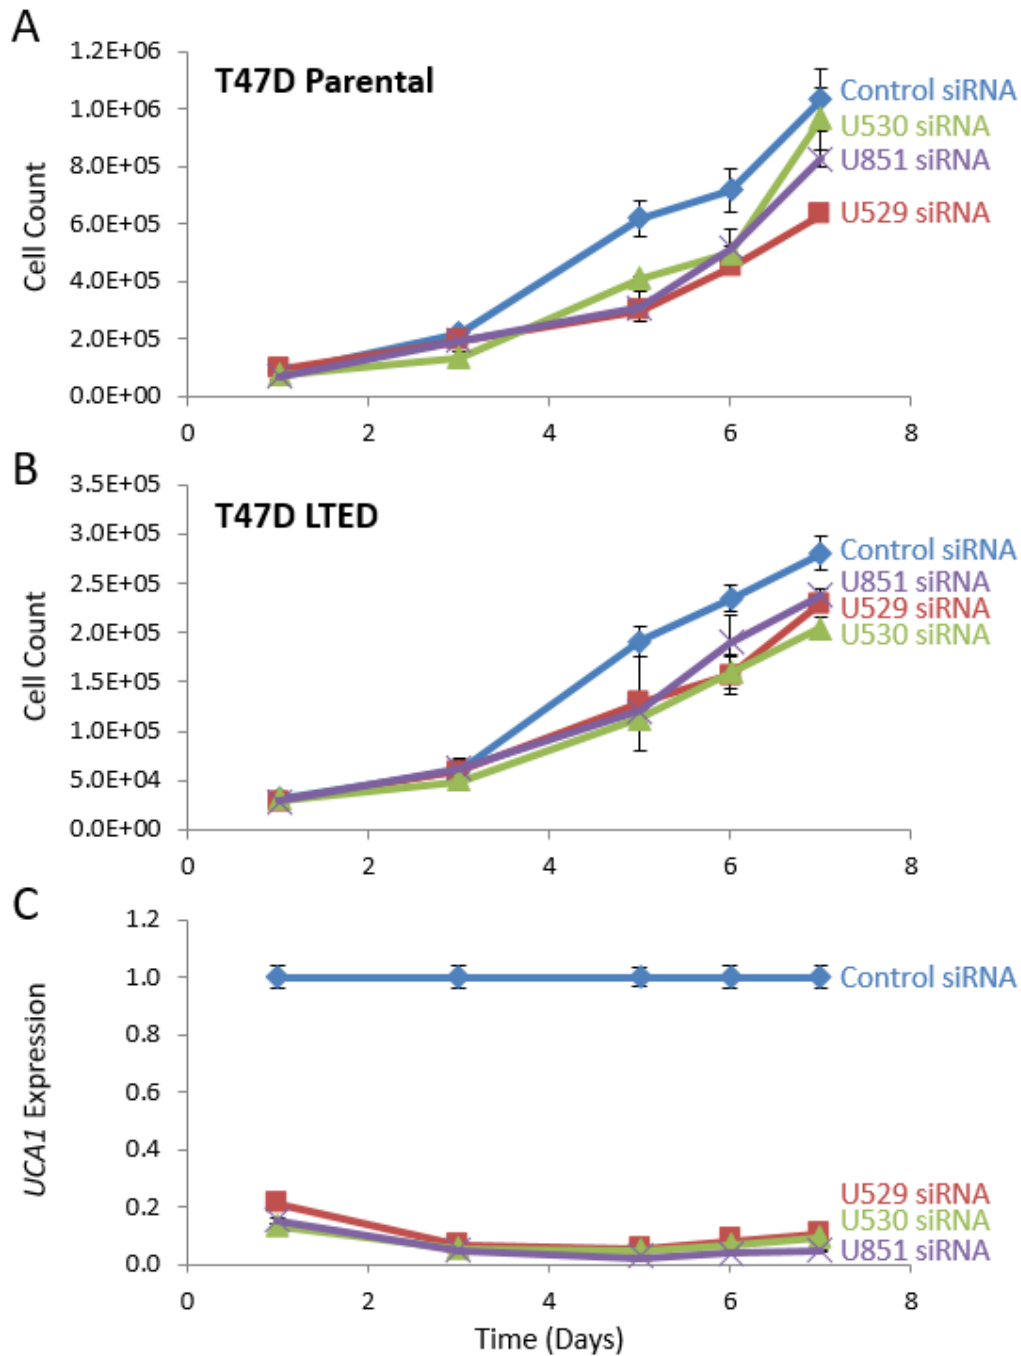 A
1.2E+06
T47D Parental
1.0E+06
Control siRNA
U530 siRNA
8.0E+05
U851 siRNA
6.0E+05
U529 siRNA
4.0E+05
2.0E+05
0.0E+00
Cell Count
0 2 4 6 8
B
3.5E+05
T47D LTED
3.0E+05
Control siRNA
2.5E+05
U851 siRNA
U529 siRNA
2.0E+05
U530 siRNA
1.5E+05
1.0E+05
5.0E+04
0.0E+00
Cell Count
0 2 4 6 8
C
1.2
1.0
Control siRNA
0.8
0.6
0.4
0.2
U529 siRNA
U530 siRNA
U851 siRNA
0.0
UCA1 Expression
0 2 4 6 8
Time (Days)